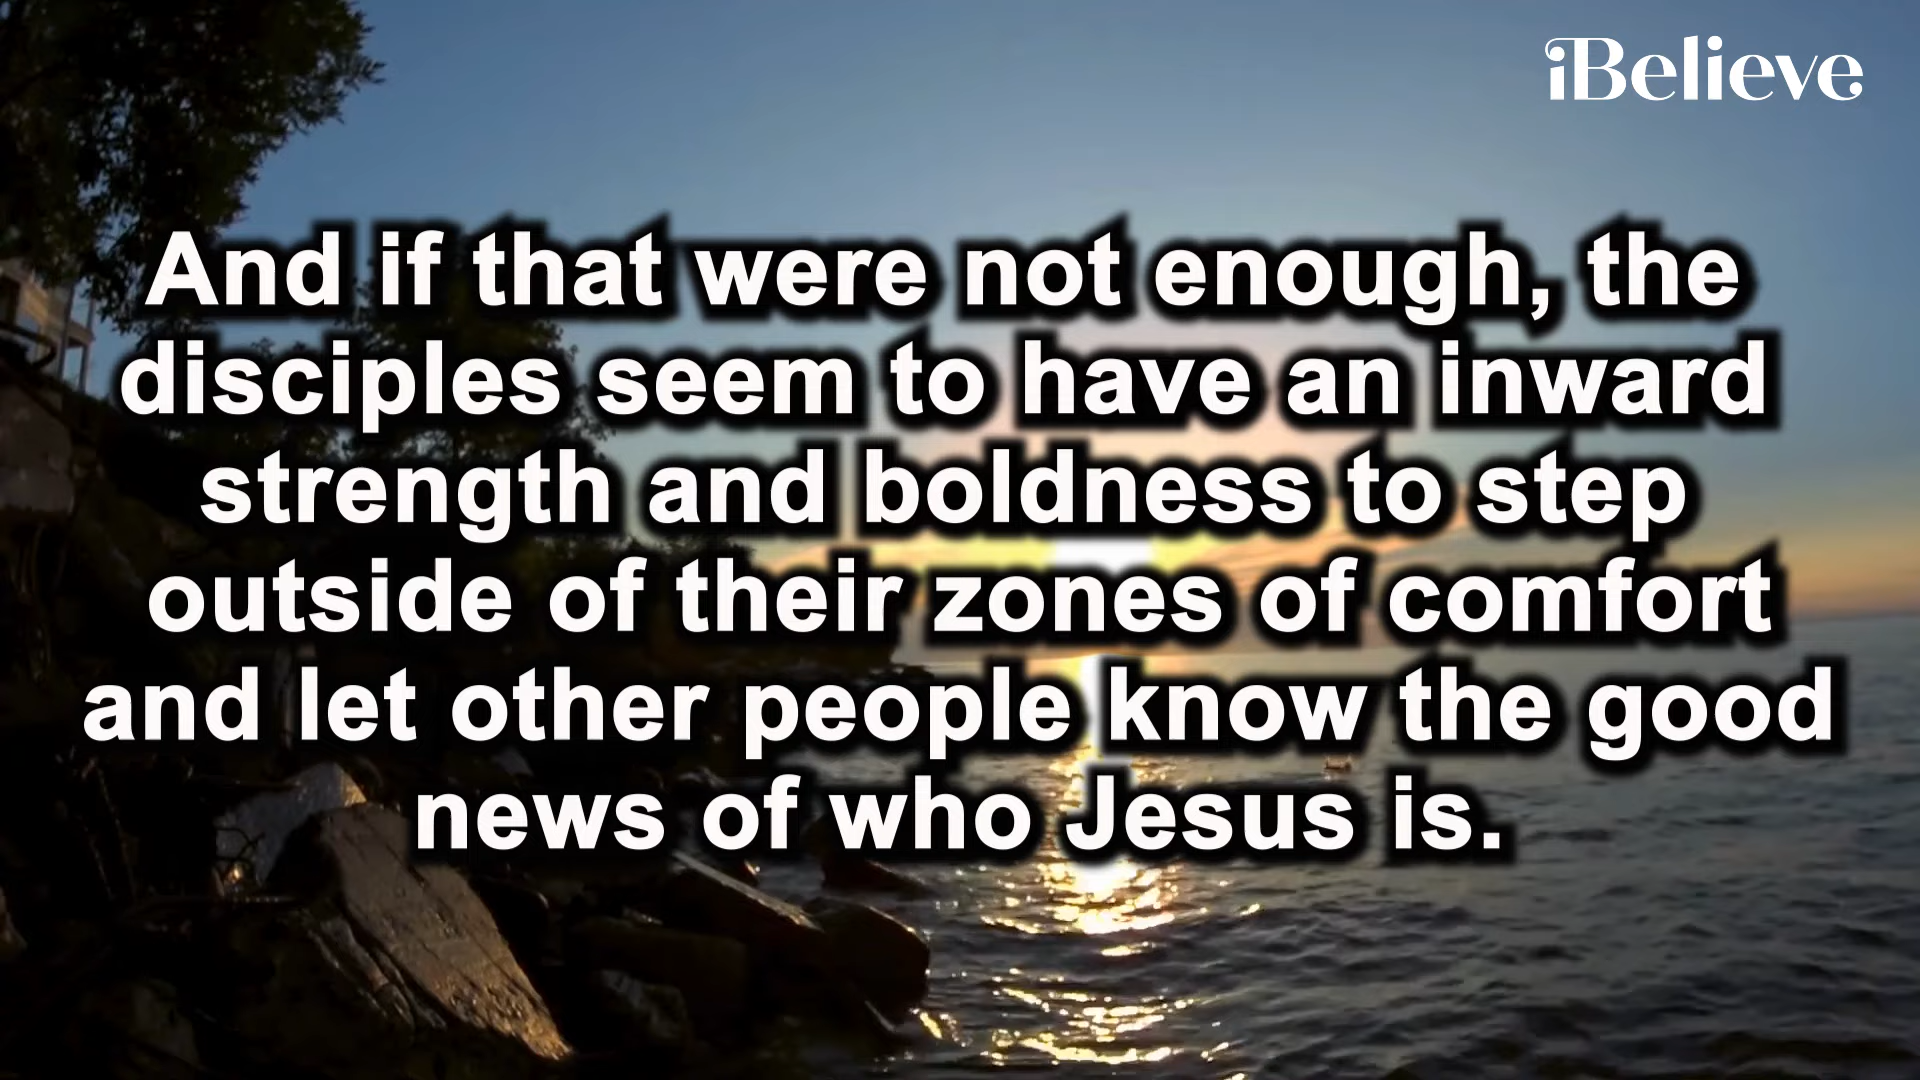 iBelieve
And if that were not enough, the
disciples seem to have an inward
strength and boldness to step
outside of their zones of comfort
and let other people know the good
news of who Jesus is.